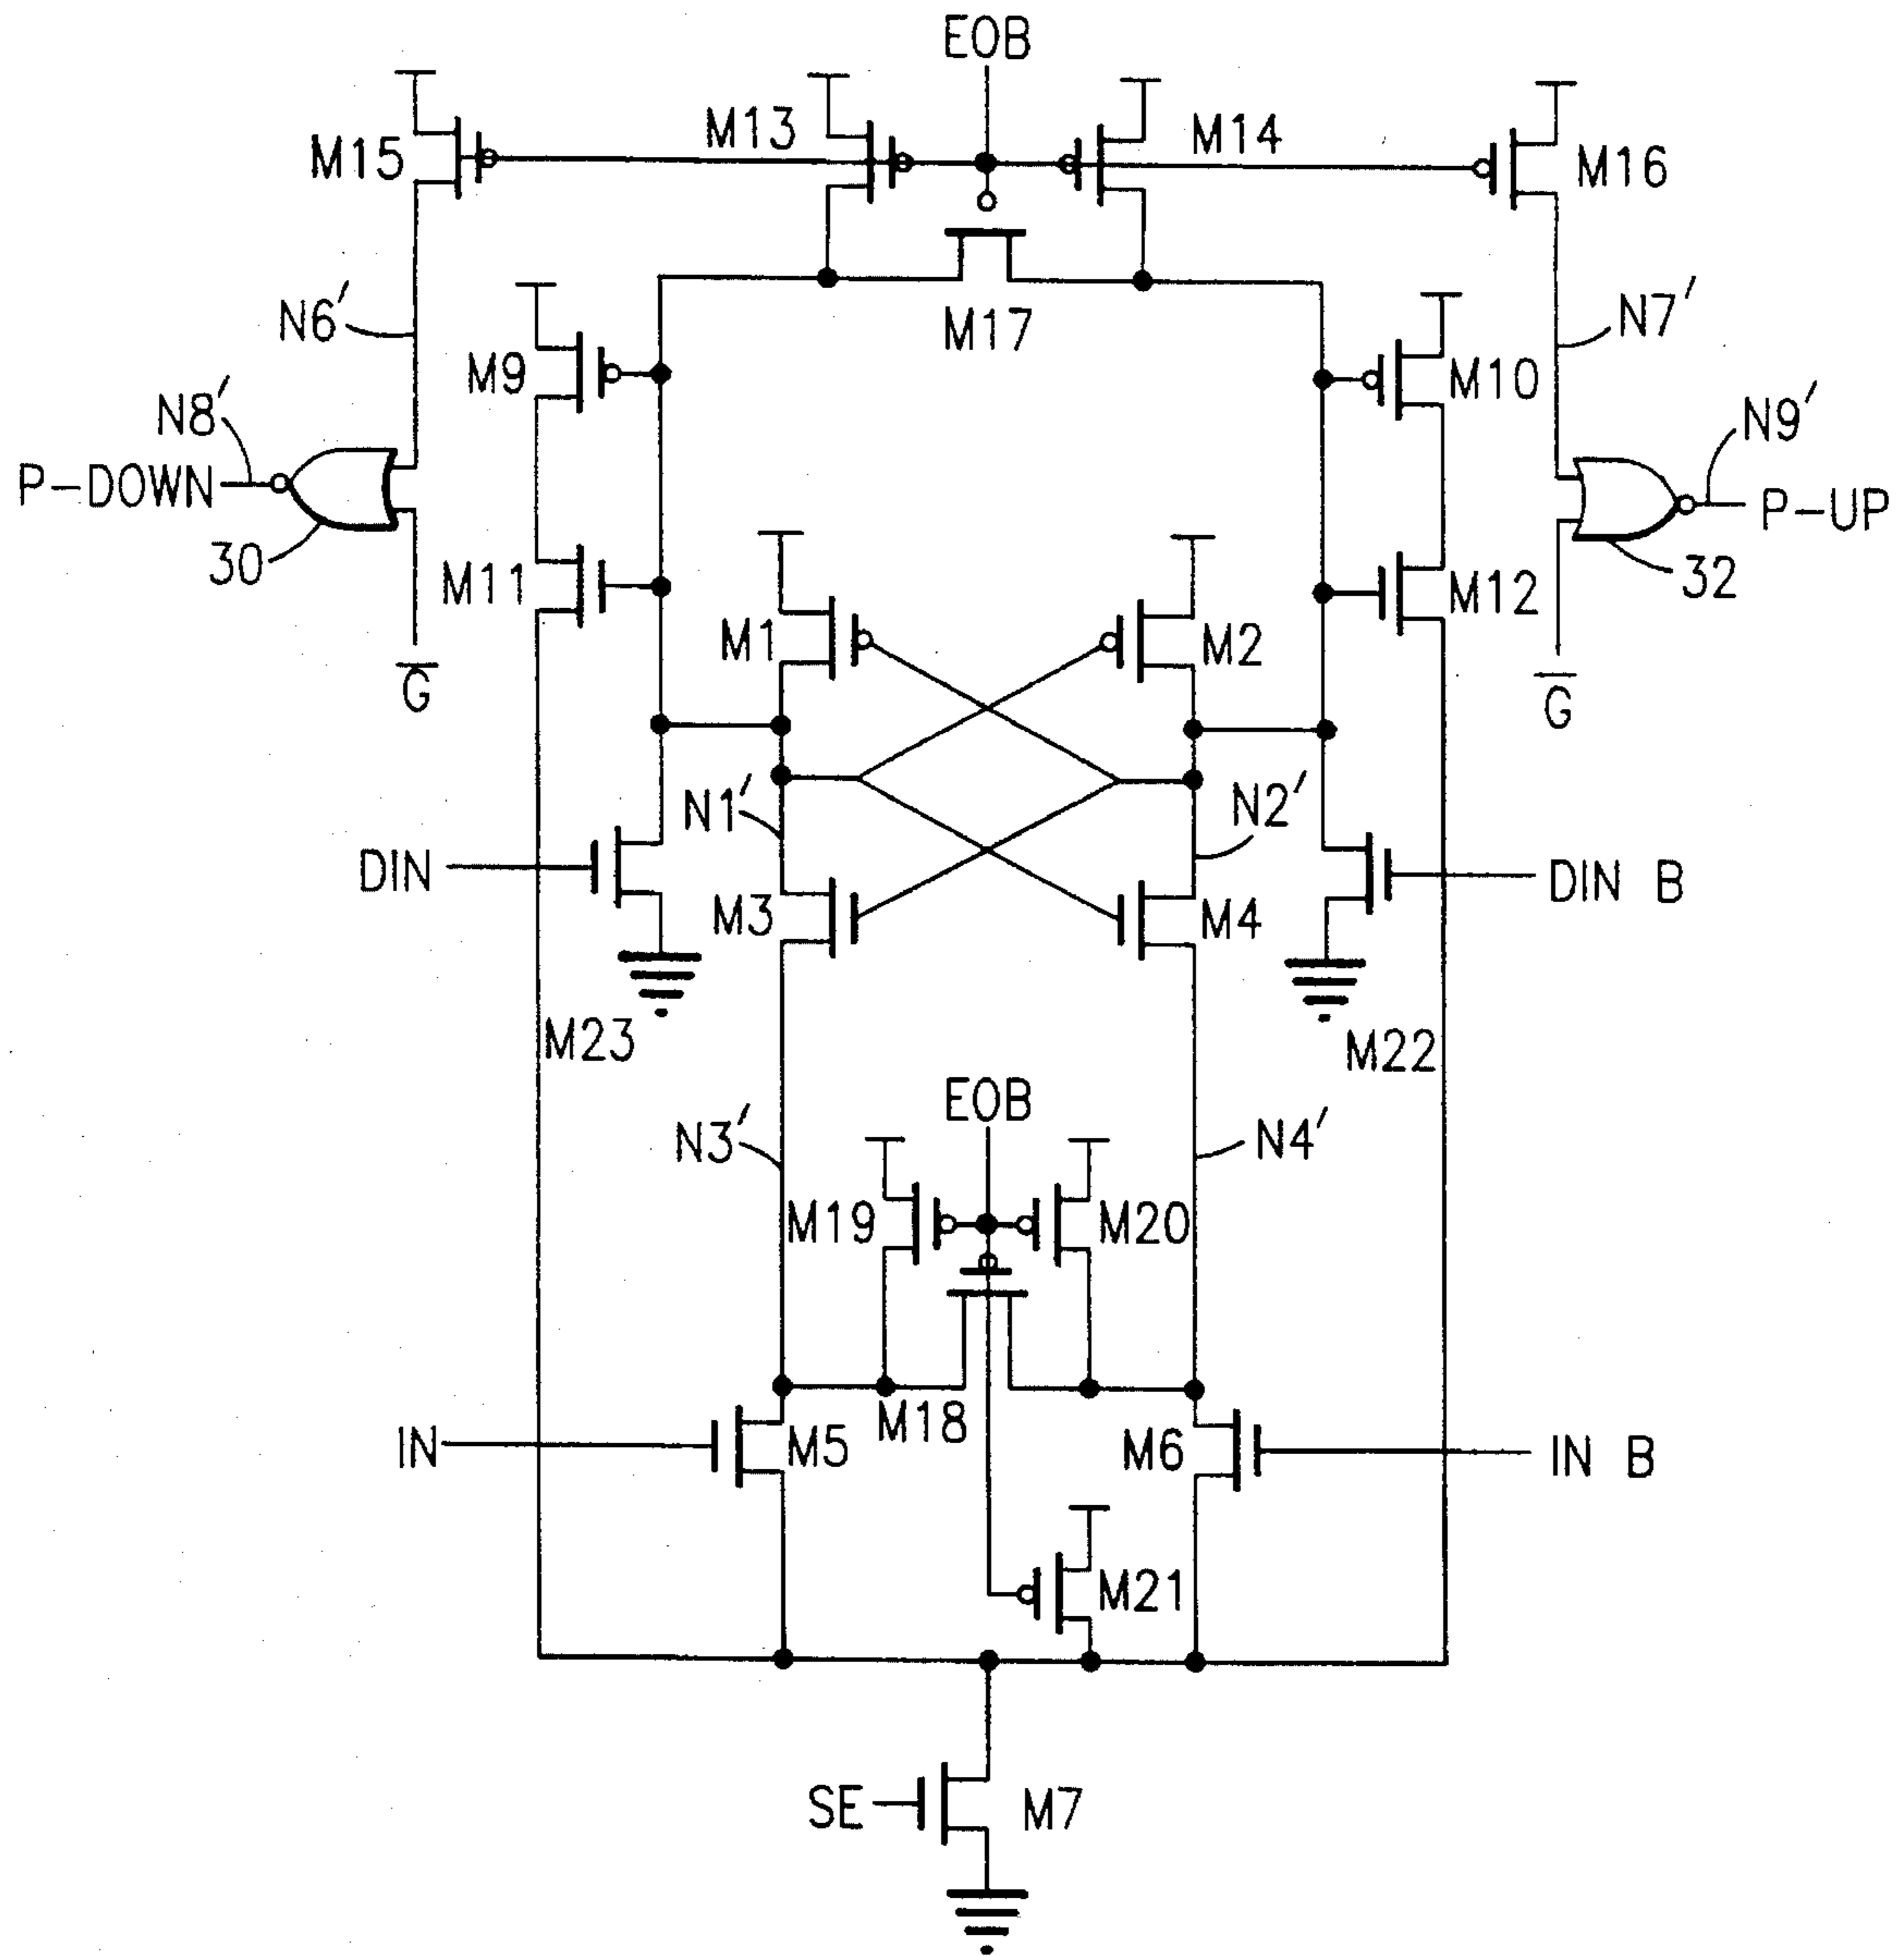 EOB
M15
M13
M14
M16
N6'
M17
N7'
M9
M10
N8'
N9'
P-DOWN
P-UP
30
M11
M12
32
M1
M2
G̅
G̅
N1'
N2'
DIN
M3
M4
DIN B
M23
M22
EOB
N3'
N4'
M19
M20
M18
IN
M5
M6
IN B
M21
SE
M7